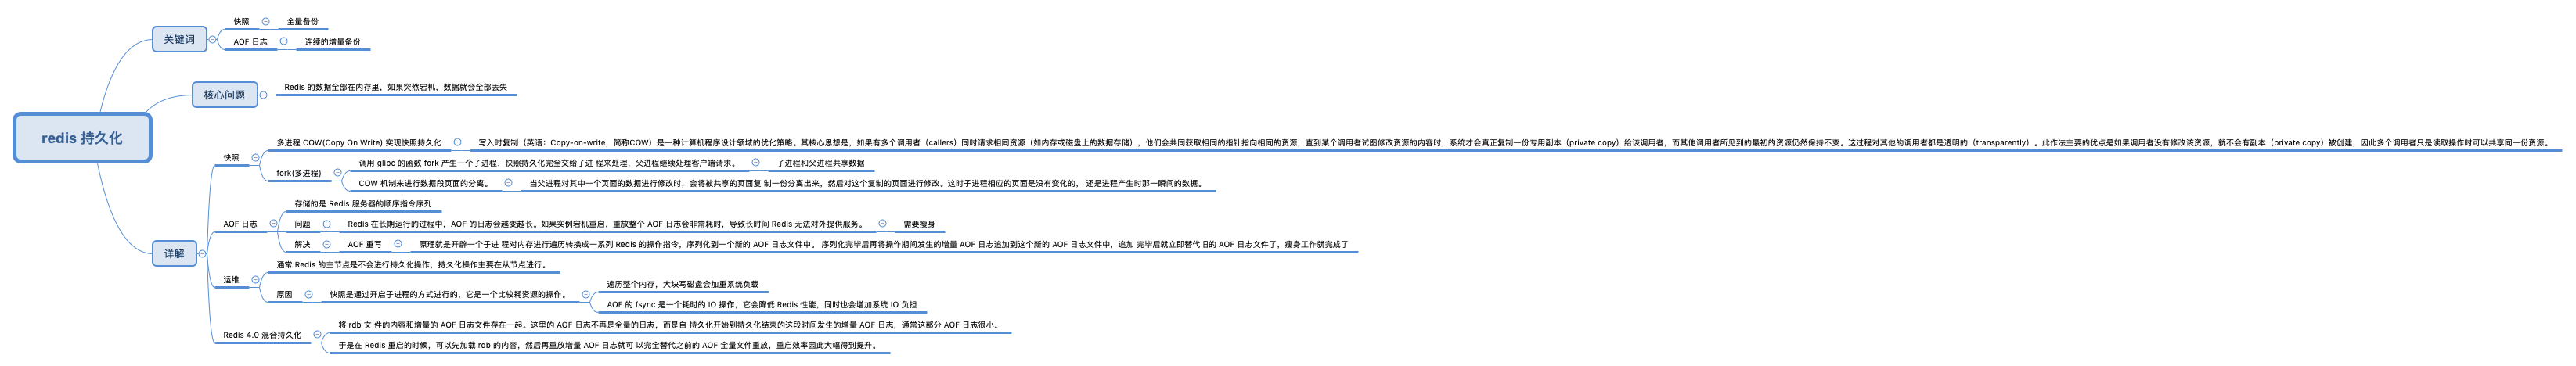 redis 持久化
关键词
快照
全量备份
AOF 日志
连续的增量备份
核心问题
Redis 的数据全部在内存里，如果突然宕机，数据就会全部丢失
详解
快照
多进程 COW(Copy On Write) 实现快照持久化
写入时复制（英语：Copy-on-write，简称COW）是一种计算机程序设计领域的优化策略。其核心思想是，如果有多个调用者（callers）同时请求相同资源（如内存或磁盘上的数据存储），他们会共同获取相同的指针指向相同的资源，直到某个调用者试图修改资源的内容时，系统才会真正复制一份专用副本（private copy）给该调用者，而其他调用者所见到的最初的资源仍然保持不变。这过程对其他的调用者都是透明的（transparently）。此作法主要的优点是如果调用者没有修改该资源，就不会有副本（private copy）被创建，因此多个调用者只是读取操作时可以共享同一份资源。
fork(多进程)
调用 glibc 的函数 fork 产生一个子进程，快照持久化完全交给子进 程来处理，父进程继续处理客户端请求。
子进程和父进程共享数据
COW 机制来进行数据段页面的分离。
当父进程对其中一个页面的数据进行修改时，会将被共享的页面复 制一份分离出来，然后对这个复制的页面进行修改。这时子进程相应的页面是没有变化的， 还是进程产生时那一瞬间的数据。
AOF 日志
存储的是 Redis 服务器的顺序指令序列
问题
Redis 在长期运行的过程中，AOF 的日志会越变越长。如果实例宕机重启，重放整个 AOF 日志会非常耗时，导致长时间 Redis 无法对外提供服务。
需要瘦身
解决
AOF 重写
原理就是开辟一个子进 程对内存进行遍历转换成一系列 Redis 的操作指令，序列化到一个新的 AOF 日志文件中。 序列化完毕后再将操作期间发生的增量 AOF 日志追加到这个新的 AOF 日志文件中，追加 完毕后就立即替代旧的 AOF 日志文件了，瘦身工作就完成了
运维
通常 Redis 的主节点是不会进行持久化操作，持久化操作主要在从节点进行。
原因
快照是通过开启子进程的方式进行的，它是一个比较耗资源的操作。
遍历整个内存，大块写磁盘会加重系统负载
AOF 的 fsync 是一个耗时的 IO 操作，它会降低 Redis 性能，同时也会增加系统 IO 负担
Redis 4.0 混合持久化
将 rdb 文 件的内容和增量的 AOF 日志文件存在一起。这里的 AOF 日志不再是全量的日志，而是自 持久化开始到持久化结束的这段时间发生的增量 AOF 日志，通常这部分 AOF 日志很小。
于是在 Redis 重启的时候，可以先加载 rdb 的内容，然后再重放增量 AOF 日志就可 以完全替代之前的 AOF 全量文件重放，重启效率因此大幅得到提升。